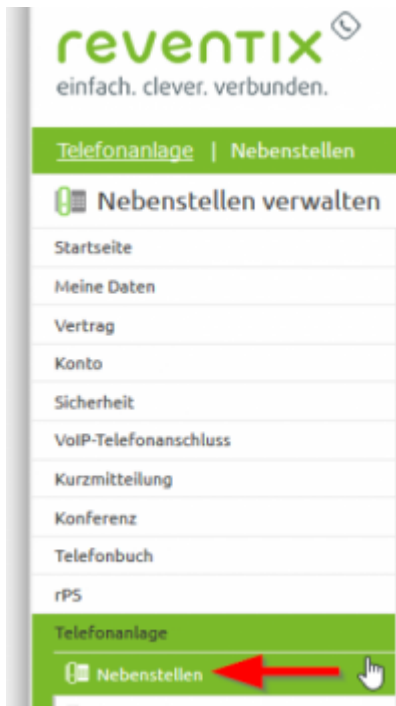 reventix
einfach. clever. verbunden.
Telefonanlage | Nebenstellen
Nebenstellen verwalten
Startseite
Meine Daten
Vertrag
Konto
Sicherheit
VoIP-Telefonanschluss
Kurzmitteilung
Konferenz
Telefonbuch
rPS
Telefonanlage
Nebenstellen